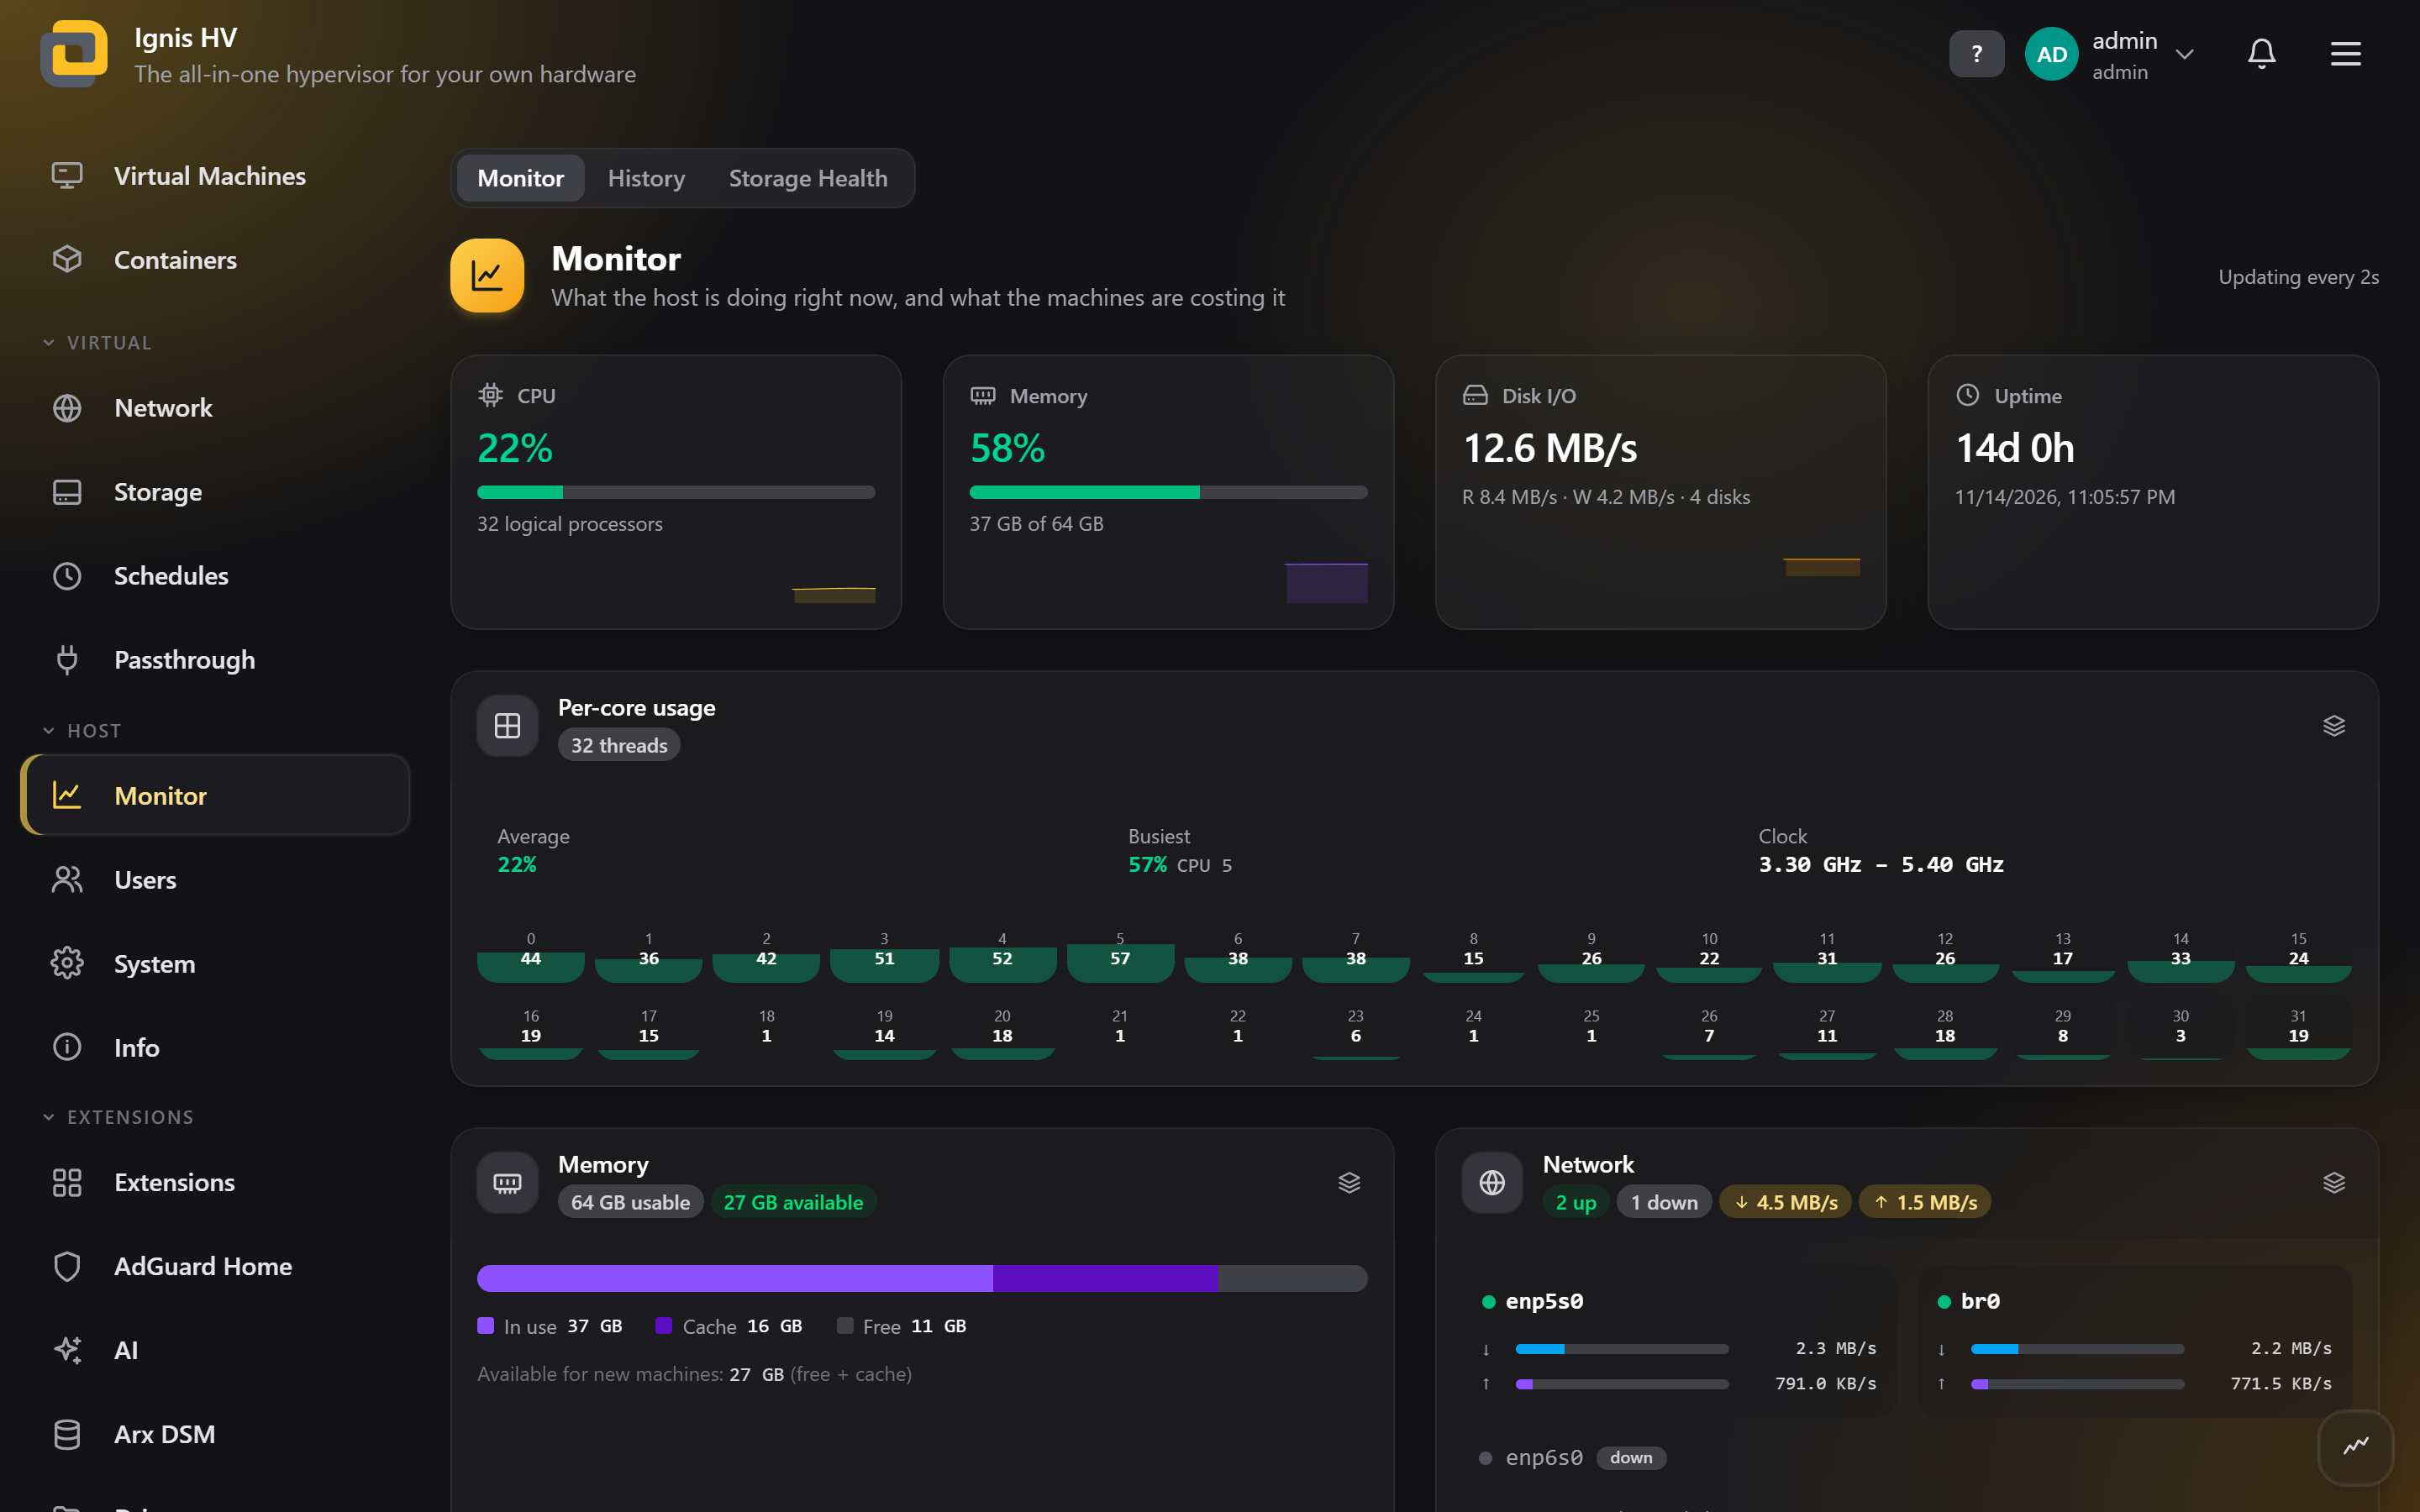 Ignis HV
The all-in-one hypervisor for your own hardware
?
AD
admin
admin
Virtual Machines
Containers
VIRTUAL
Network
Storage
Schedules
Passthrough
HOST
Monitor
Users
System
Info
EXTENSIONS
Extensions
AdGuard Home
AI
Arx DSM
Monitor History Storage Health
Monitor
What the host is doing right now, and what the machines are costing it
Updating every 2s
CPU
22%
32 logical processors
Memory
58%
37 GB of 64 GB
Disk I/O
12.6 MB/s
R 8.4 MB/s · W 4.2 MB/s · 4 disks
Uptime
14d 0h
11/14/2026, 11:05:57 PM
Per-core usage
32 threads
Average
22%
Busiest
57% CPU 5
Clock
3.30 GHz – 5.40 GHz
0 1 2 3 4 5 6 7 8 9 10 11 12 13 14 15
44 36 42 51 52 57 38 38 15 26 22 31 26 17 33 24
16 17 18 19 20 21 22 23 24 25 26 27 28 29 30 31
19 15 1 14 18 1 1 6 1 1 7 11 18 8 3 19
Memory
64 GB usable 27 GB available
In use 37 GB Cache 16 GB Free 11 GB
Available for new machines: 27 GB (free + cache)
Network
2 up 1 down ↓ 4.5 MB/s ↑ 1.5 MB/s
enp5s0
↓ 2.3 MB/s
↑ 791.0 KB/s
br0
↓ 2.2 MB/s
↑ 771.5 KB/s
enp6s0 down